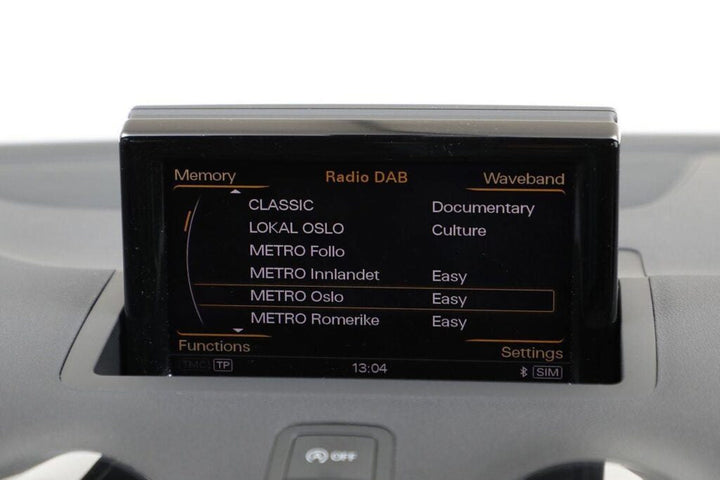 Memory Radio DAB Waveband
CLASSIC Documentary
LOKAL OSLO Culture
METRO Follo
METRO Innlandet Easy
METRO Oslo Easy
METRO Romerike Easy
Functions Settings
TMC TP 13:04 SIM
OFF